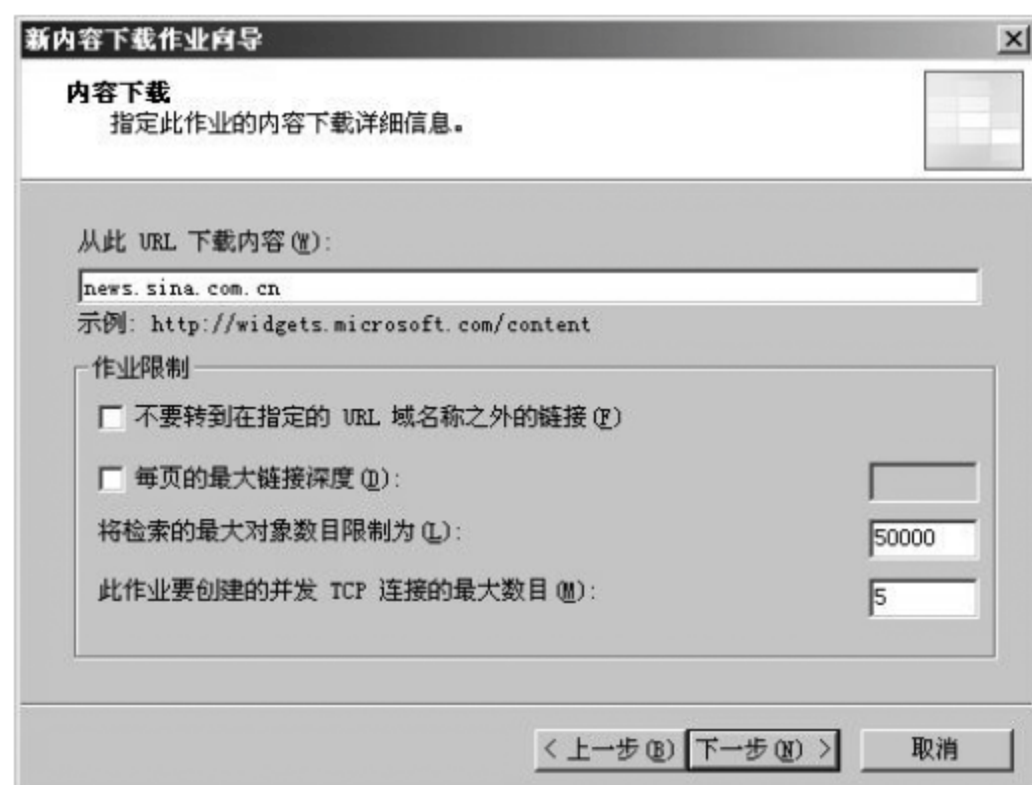 新内容下载作业向导
内容下载
指定此作业的内容下载详细信息。
从此 URL 下载内容(W):
news.sina.com.cn
示例: http://widgets.microsoft.com/content
作业限制
不要转到在指定的 URL 域名称之外的链接(F)
每页的最大链接深度(D):
将检索的最大对象数目限制为(L): 50000
此作业要创建的并发 TCP 连接的最大数目(M): 5
< 上一步(B) 下一步(N) > 取消